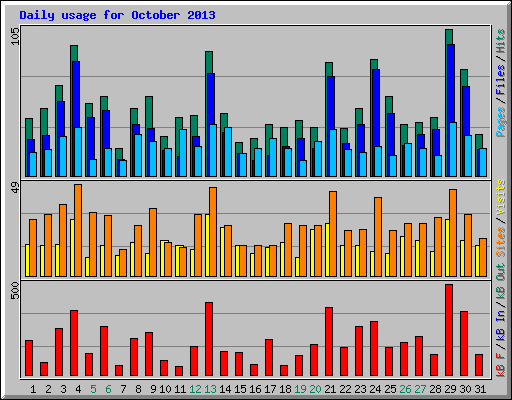 Daily usage for October 2013
105
Pages / Files / Hits
49
Sites / Visits
500
kB F / kB In / kB Out
1 2 3 4 5 6 7 8 9 10 11 12 13 14 15 16 17 18 19 20 21 22 23 24 25 26 27 28 29 30 31